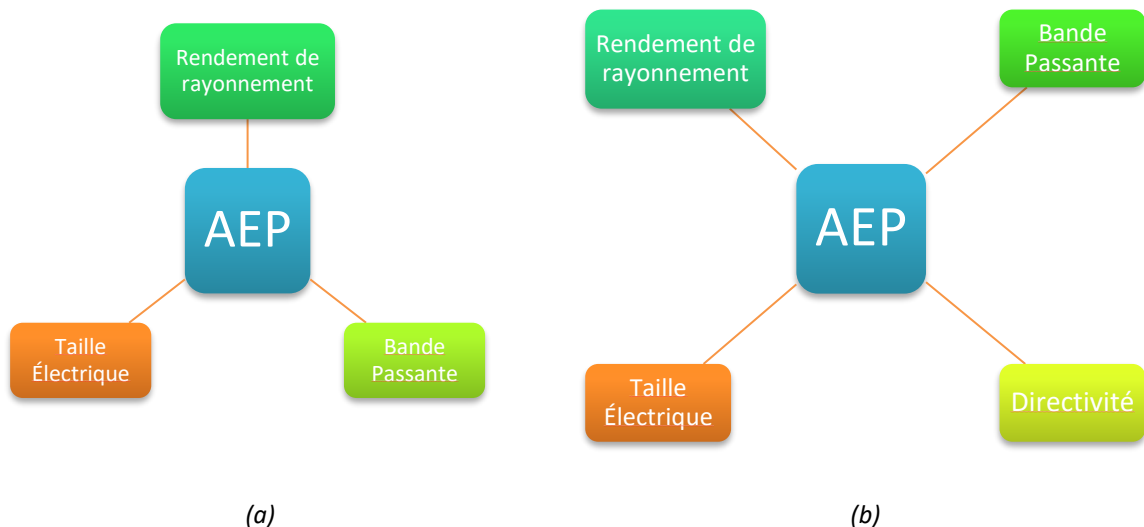 Rendement de
rayonnement
AEP
Taille
Électrique
Bande
Passante
(a)
Rendement de
rayonnement
Bande
Passante
AEP
Taille
Électrique
Directivité
(b)